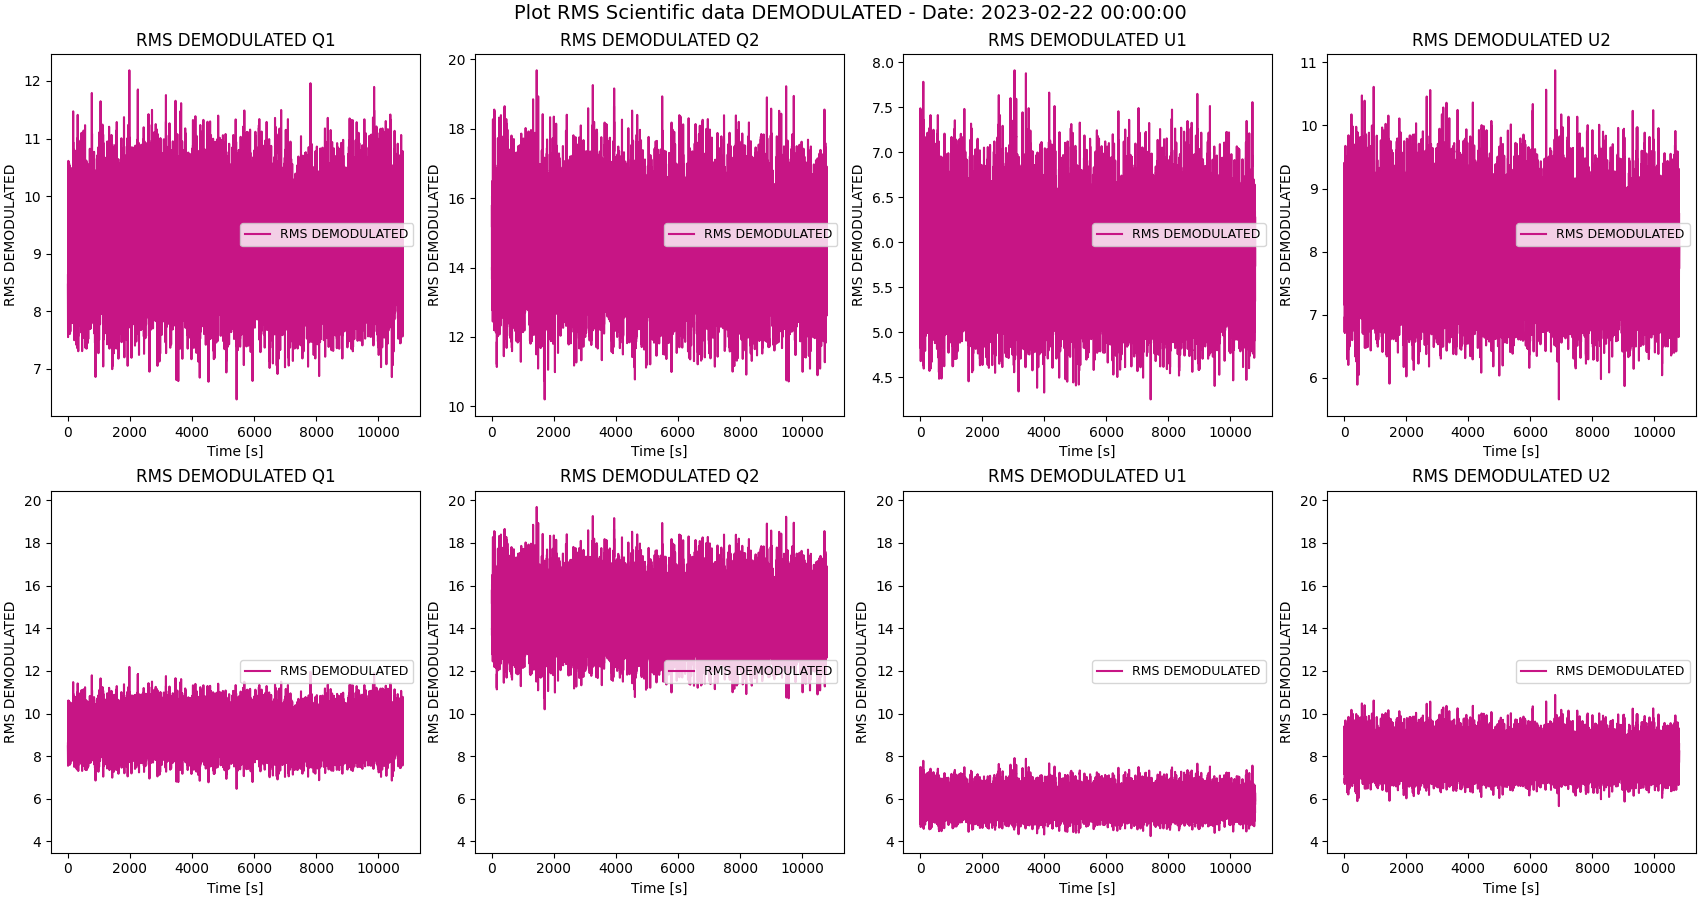 Plot RMS Scientific data DEMODULATED - Date: 2023-02-22 00:00:00
RMS DEMODULATED Q1
RMS DEMODULATED
12
11
10
9
8
7
RMS DEMODULATED
0 2000 4000 6000 8000 10000
Time [s]
RMS DEMODULATED Q2
RMS DEMODULATED
20
18
16
14
12
10
RMS DEMODULATED
0 2000 4000 6000 8000 10000
Time [s]
RMS DEMODULATED U1
RMS DEMODULATED
8.0
7.5
7.0
6.5
6.0
5.5
5.0
4.5
RMS DEMODULATED
0 2000 4000 6000 8000 10000
Time [s]
RMS DEMODULATED U2
RMS DEMODULATED
11
10
9
8
7
6
RMS DEMODULATED
0 2000 4000 6000 8000 10000
Time [s]
RMS DEMODULATED Q1
RMS DEMODULATED
20
18
16
14
12
10
8
6
4
RMS DEMODULATED
0 2000 4000 6000 8000 10000
Time [s]
RMS DEMODULATED Q2
RMS DEMODULATED
20
18
16
14
12
10
8
6
4
RMS DEMODULATED
0 2000 4000 6000 8000 10000
Time [s]
RMS DEMODULATED U1
RMS DEMODULATED
20
18
16
14
12
10
8
6
4
RMS DEMODULATED
0 2000 4000 6000 8000 10000
Time [s]
RMS DEMODULATED U2
RMS DEMODULATED
20
18
16
14
12
10
8
6
4
RMS DEMODULATED
0 2000 4000 6000 8000 10000
Time [s]